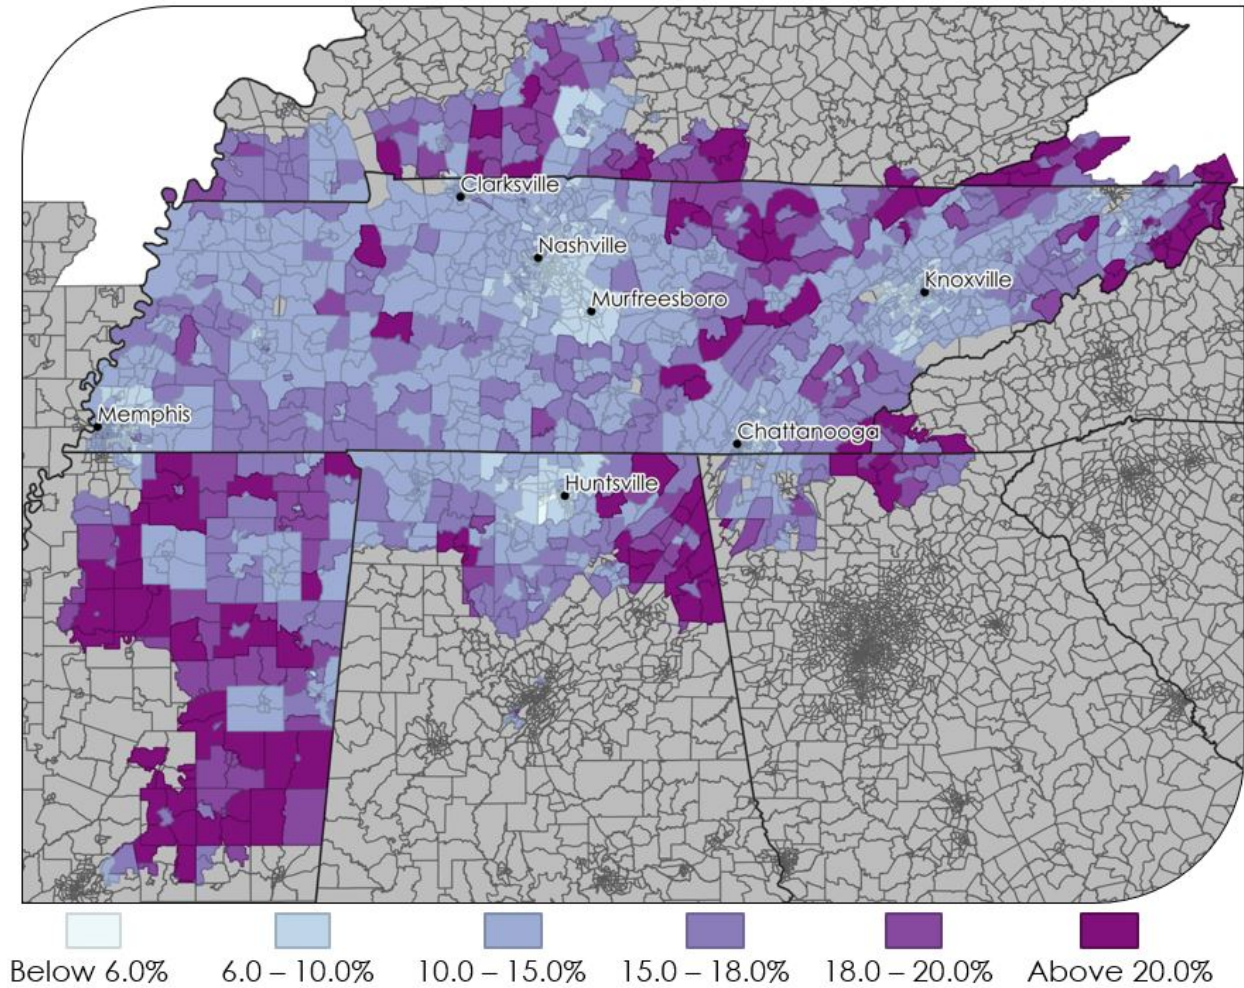 Clarksville
Nashville
Murfreesboro
Knoxville
Memphis
Chattanooga
Huntsville
Below 6.0% 6.0 – 10.0% 10.0 – 15.0% 15.0 – 18.0% 18.0 – 20.0% Above 20.0%